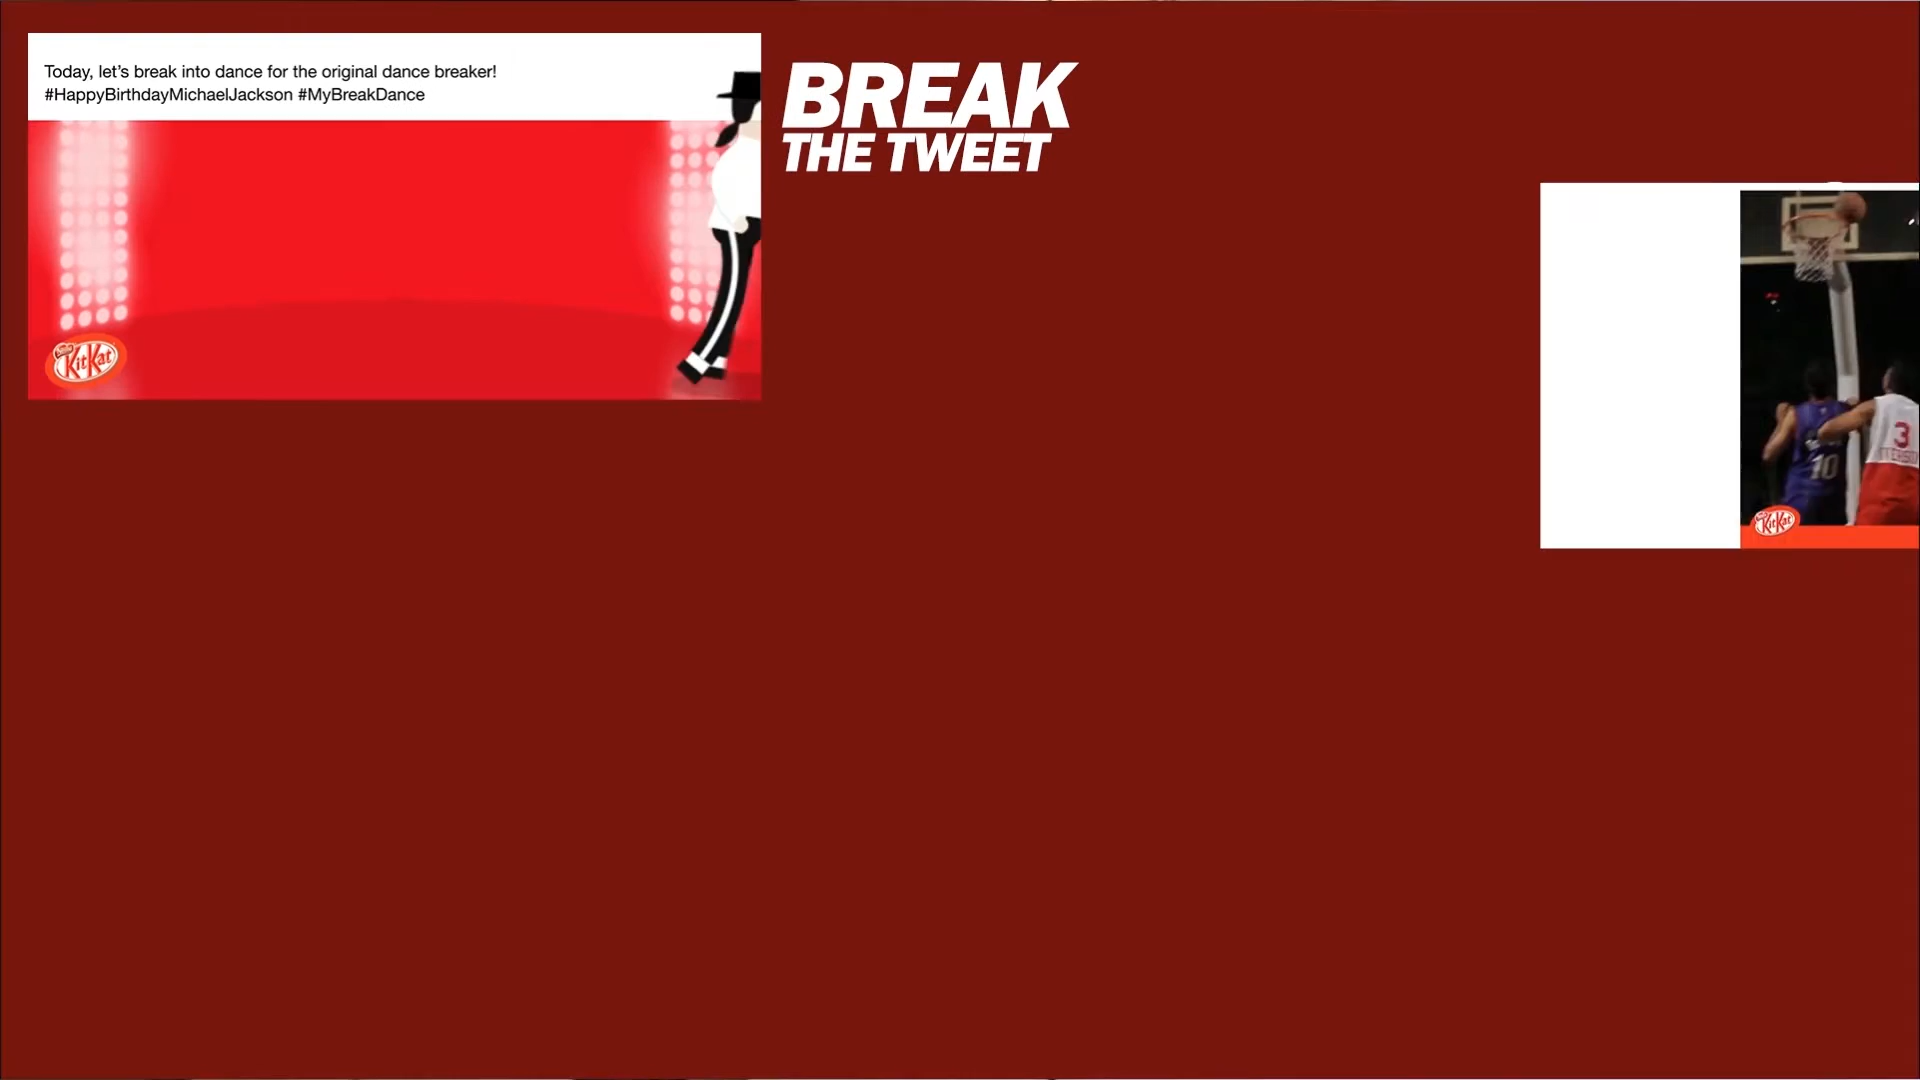 Today, let's break into dance for the original dance breaker!
#HappyBirthdayMichaelJackson #MyBreakDance
BREAK
THE TWEET
KitKat
3
10
KitKat